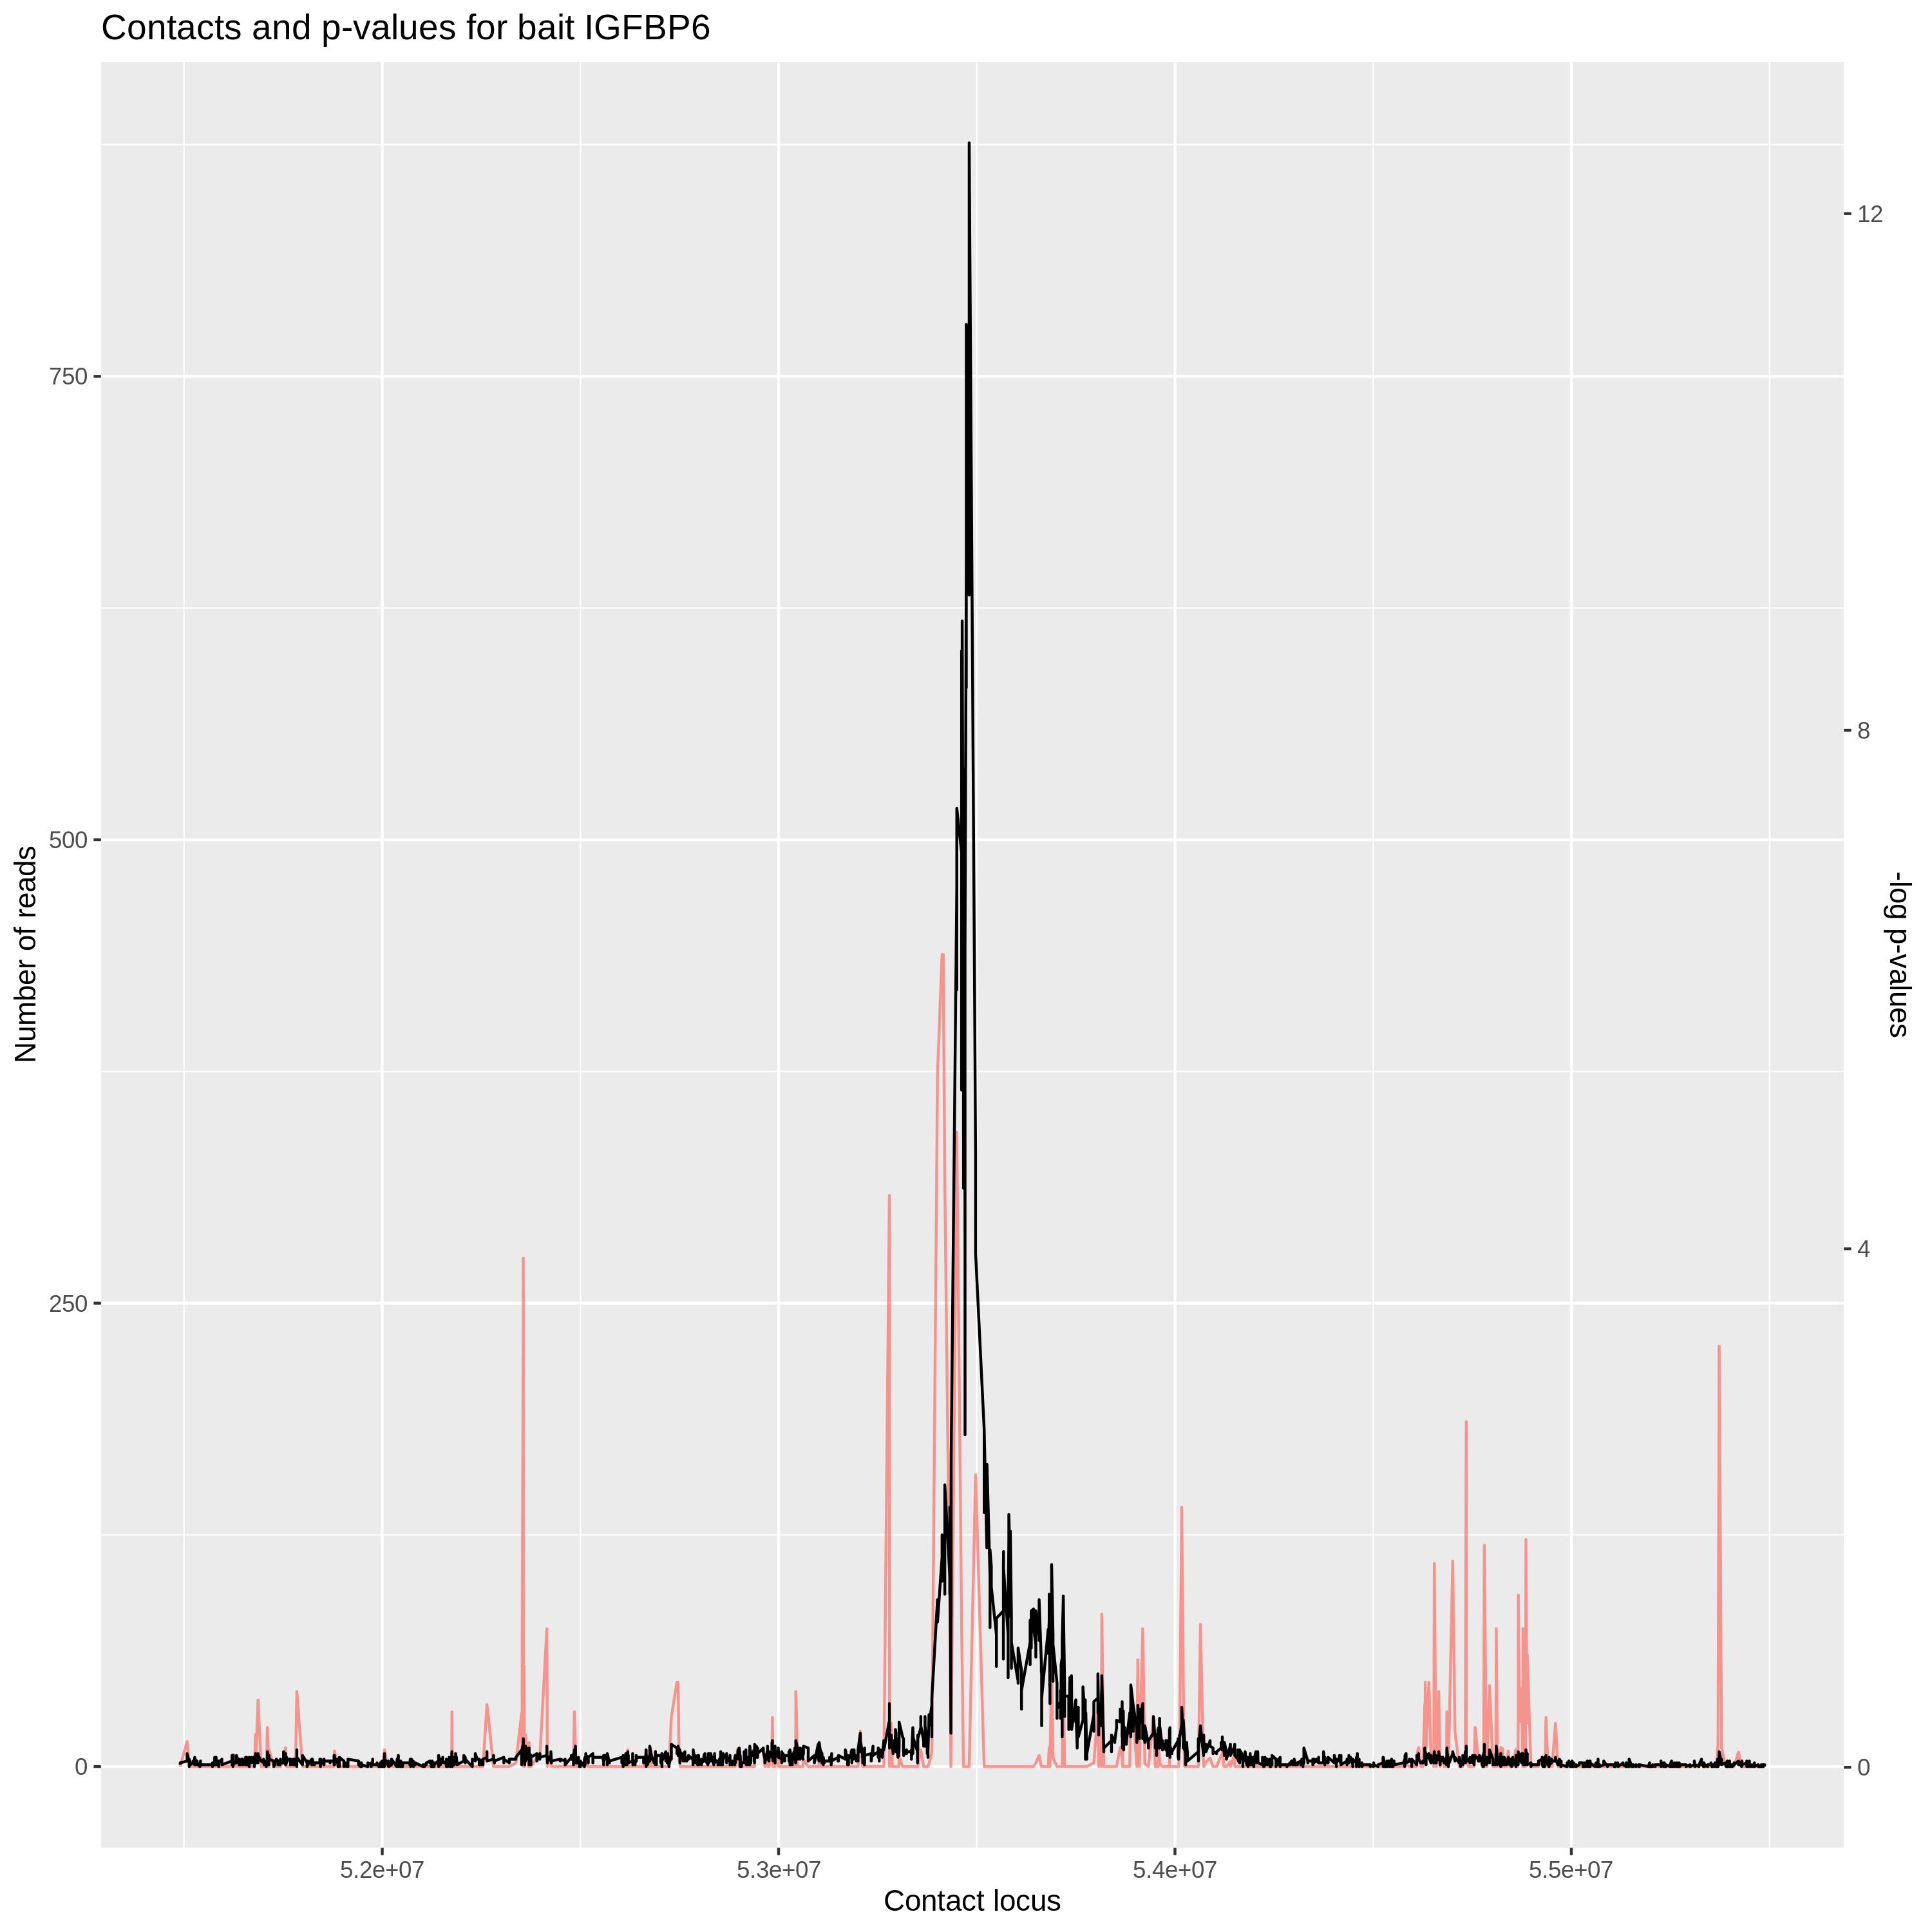 Contacts and p-values for bait IGFBP6
12
750
8
500
Number of reads
-log p-values
4
250
0
0
5.2e+07
5.3e+07
5.4e+07
5.5e+07
Contact locus